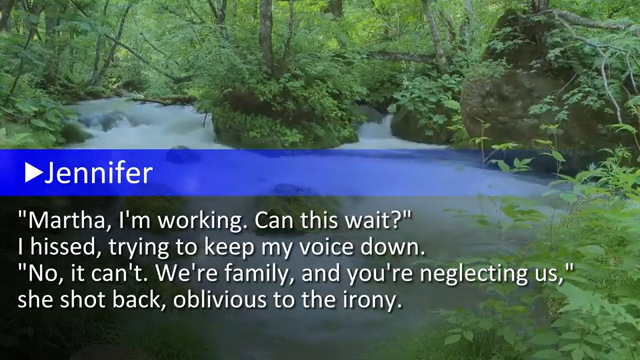 ▶Jennifer
"Martha, I'm working. Can this wait?"
I hissed, trying to keep my voice down.
"No, it can't. We're family, and you're neglecting us,"
she shot back, oblivious to the irony.